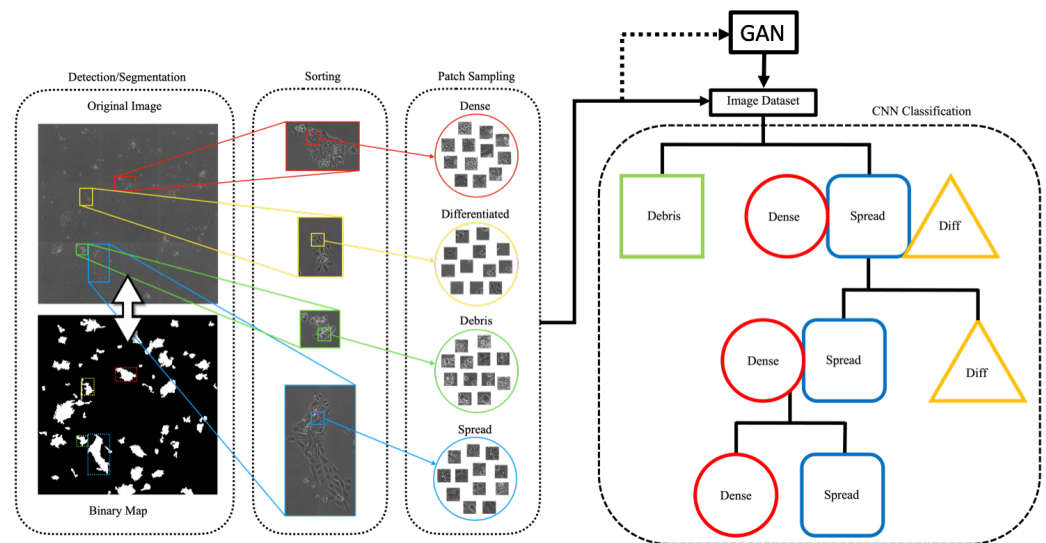 Detection/Segmentation
Original Image
Binary Map
Sorting
Patch Sampling
Dense
Differentiated
Debris
Spread
GAN
Image Dataset
CNN Classification
Debris
Dense
Spread
Diff
Dense
Spread
Diff
Dense
Spread